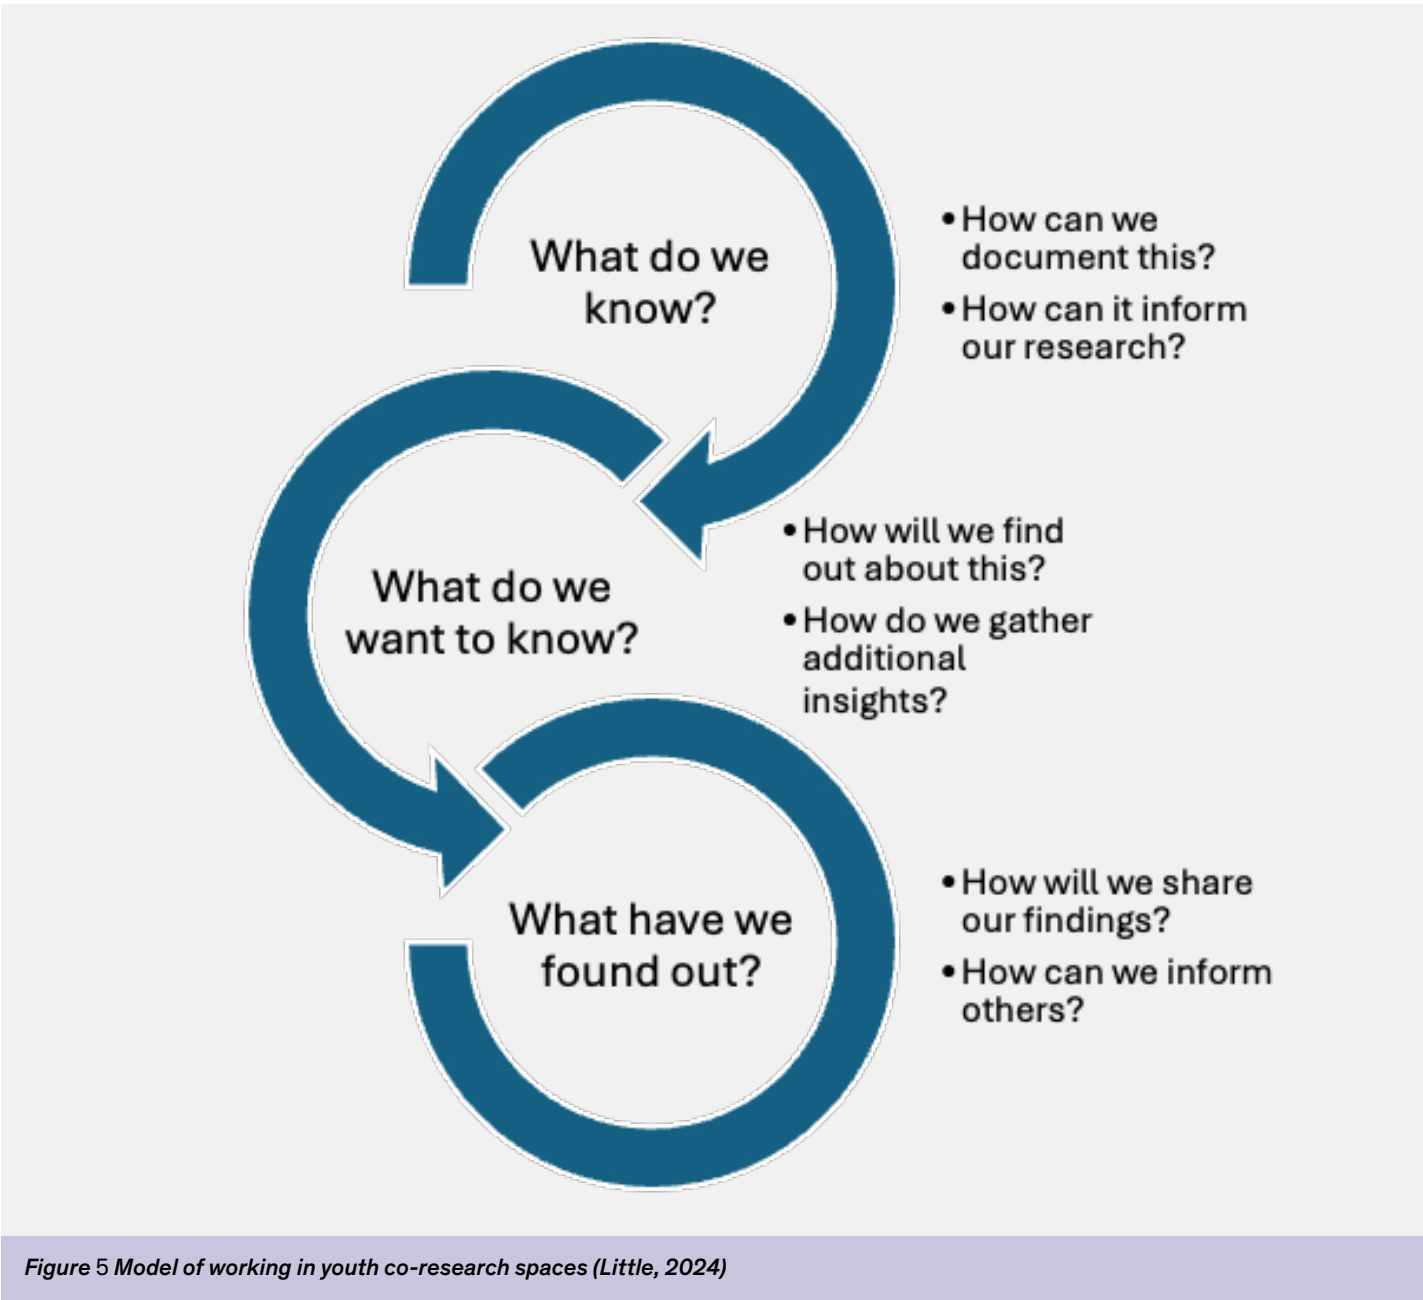 What do we
know?
• How can we
document this?
• How can it inform
our research?
What do we
want to know?
• How will we find
out about this?
• How do we gather
additional
insights?
What have we
found out?
• How will we share
our findings?
• How can we inform
others?
Figure 5 Model of working in youth co-research spaces (Little, 2024)